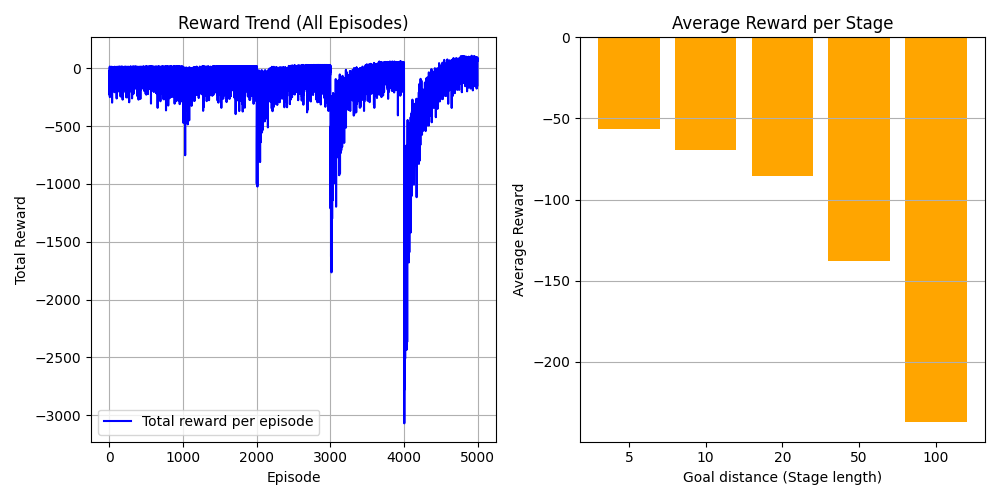 Reward Trend (All Episodes)
Total Reward
0
−500
−1000
−1500
−2000
−2500
−3000
Total reward per episode
0 1000 2000 3000 4000 5000
Episode
Average Reward per Stage
Average Reward
0
−50
−100
−150
−200
5 10 20 50 100
Goal distance (Stage length)